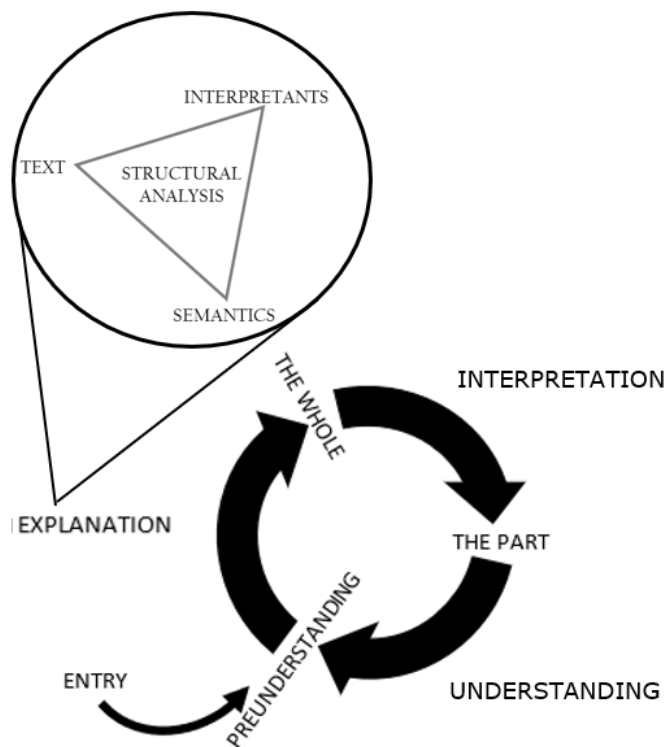 INTERPRETANTS
TEXT
STRUCTURAL
ANALYSIS
SEMANTICS
THE WHOLE
INTERPRETATION
EXPLANATION
THE PART
PREUNDERSTANDING
ENTRY
UNDERSTANDING